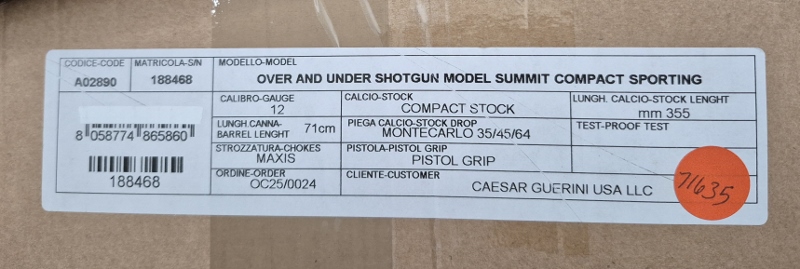 CODICE-CODE
A02890
MATRICOLA-S/N
188468
MODELLO-MODEL
OVER AND UNDER SHOTGUN MODEL SUMMIT COMPACT SPORTING
CALIBRO-GAUGE
12
CALCIO-STOCK
COMPACT STOCK
LUNGH. CALCIO-STOCK LENGHT
mm 355
8 058774 865860
LUNGH.CANNA-
BARREL LENGHT 71cm
PIEGA CALCIO-STOCK DROP
MONTECARLO 35/45/64
TEST-PROOF TEST
STROZZATURA-CHOKES
MAXIS
PISTOLA-PISTOL GRIP
PISTOL GRIP
188468
ORDINE-ORDER
OC25/0024
CLIENTE-CUSTOMER
CAESAR GUERINI USA LLC
71635